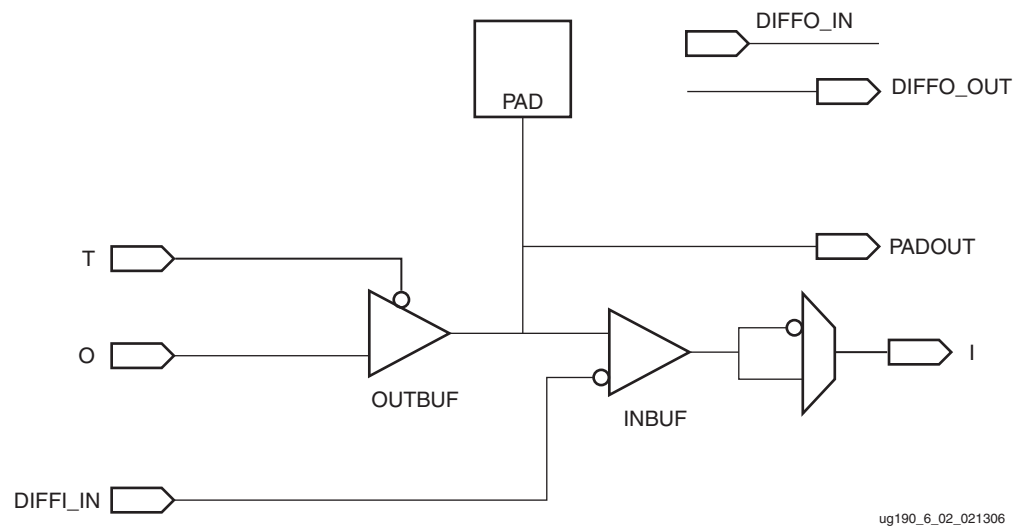 DIFFO_IN
DIFFO_OUT
PAD
T
PADOUT
O
I
OUTBUF
INBUF
DIFFI_IN
ug190_6_02_021306